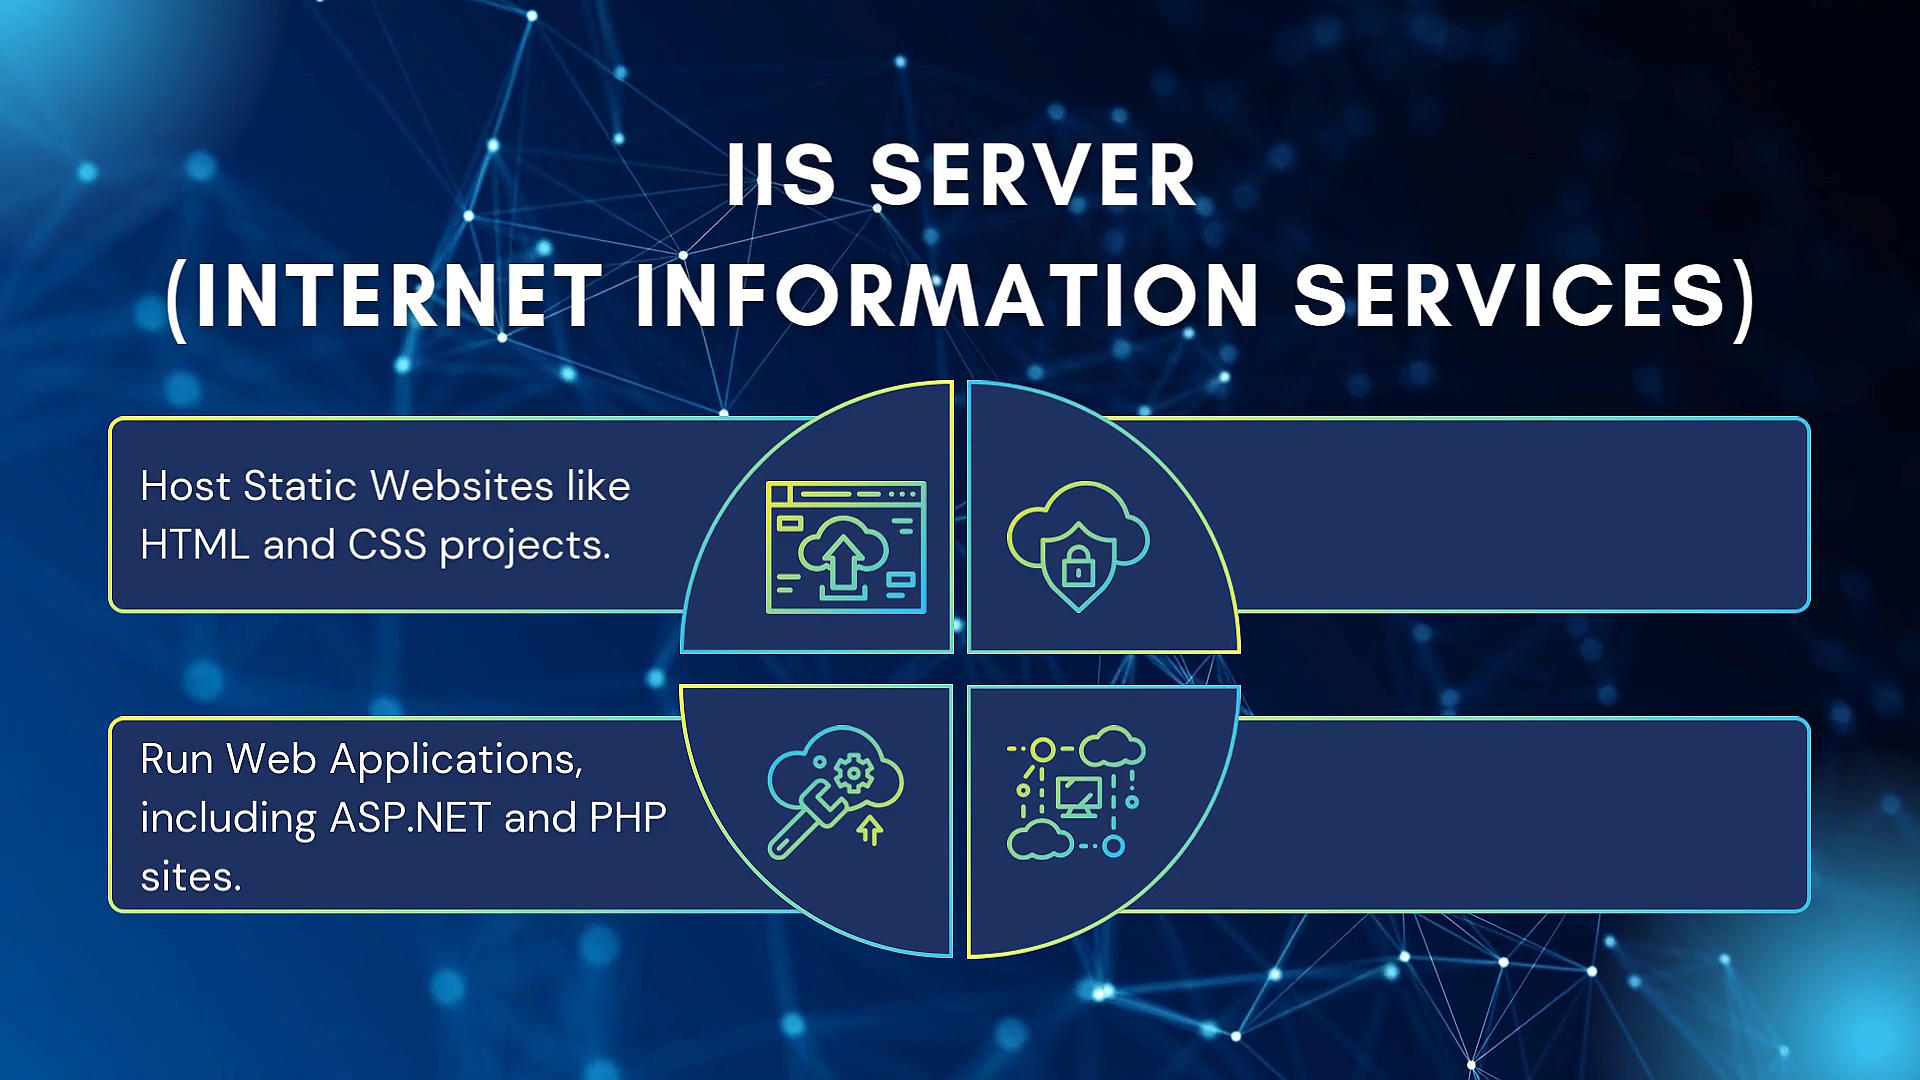 IIS SERVER
(INTERNET INFORMATION SERVICES)
Host Static Websites like
HTML and CSS projects.
Run Web Applications,
including ASP.NET and PHP
sites.